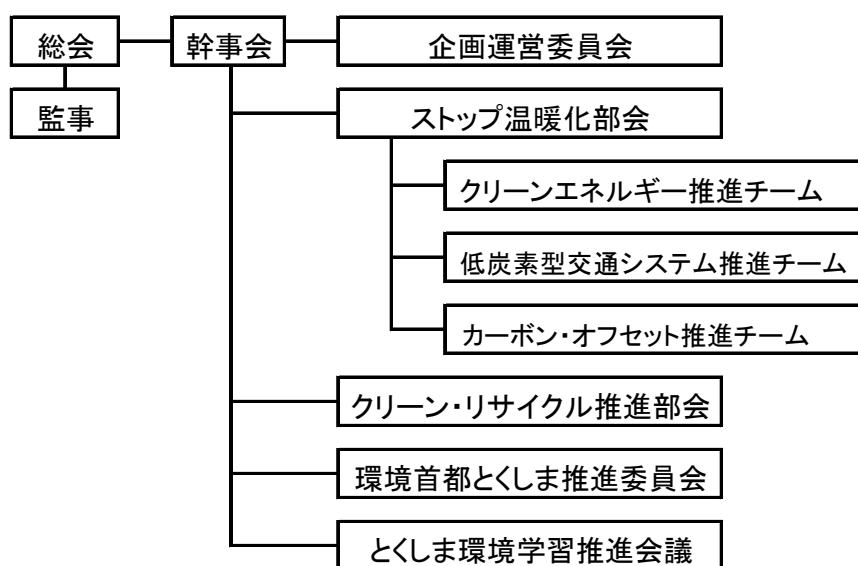 総会
幹事会
企画運営委員会
監事
ストップ温暖化部会
クリーンエネルギー推進チーム
低炭素型交通システム推進チーム
カーボン・オフセット推進チーム
クリーン・リサイクル推進部会
環境首都とくしま推進委員会
とくしま環境学習推進会議